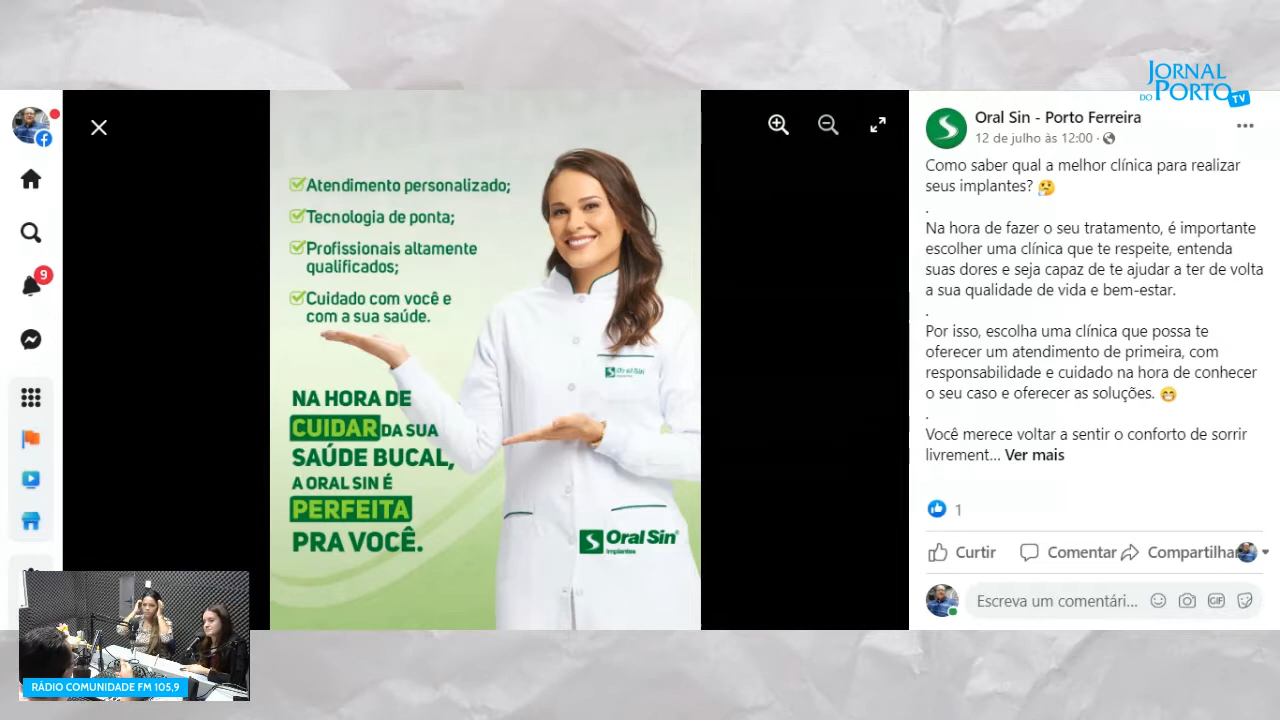 JORNAL
DO PORTO TV
Atendimento personalizado;
Tecnologia de ponta;
Profissionais altamente
qualificados;
Cuidado com você e
com a sua saúde.
Oral Sin
NA HORA DE
CUIDAR DA SUA
SAÚDE BUCAL,
A ORAL SIN É
PERFEITA
PRA VOCÊ.
Oral Sin
Implantes
9
Oral Sin - Porto Ferreira
12 de julho às 12:00 ·
Como saber qual a melhor clínica para realizar
seus implantes? 🤔
.
Na hora de fazer o seu tratamento, é importante
escolher uma clínica que te respeite, entenda
suas dores e seja capaz de te ajudar a ter de volta
a sua qualidade de vida e bem-estar.
.
Por isso, escolha uma clínica que possa te
oferecer um atendimento de primeira, com
responsabilidade e cuidado na hora de conhecer
o seu caso e oferecer as soluções. 😁
.
Você merece voltar a sentir o conforto de sorrir
livrement... Ver mais
1
Curtir
Comentar
Compartilhar
Escreva um comentári...
GIF
RÁDIO COMUNIDADE FM 105,9